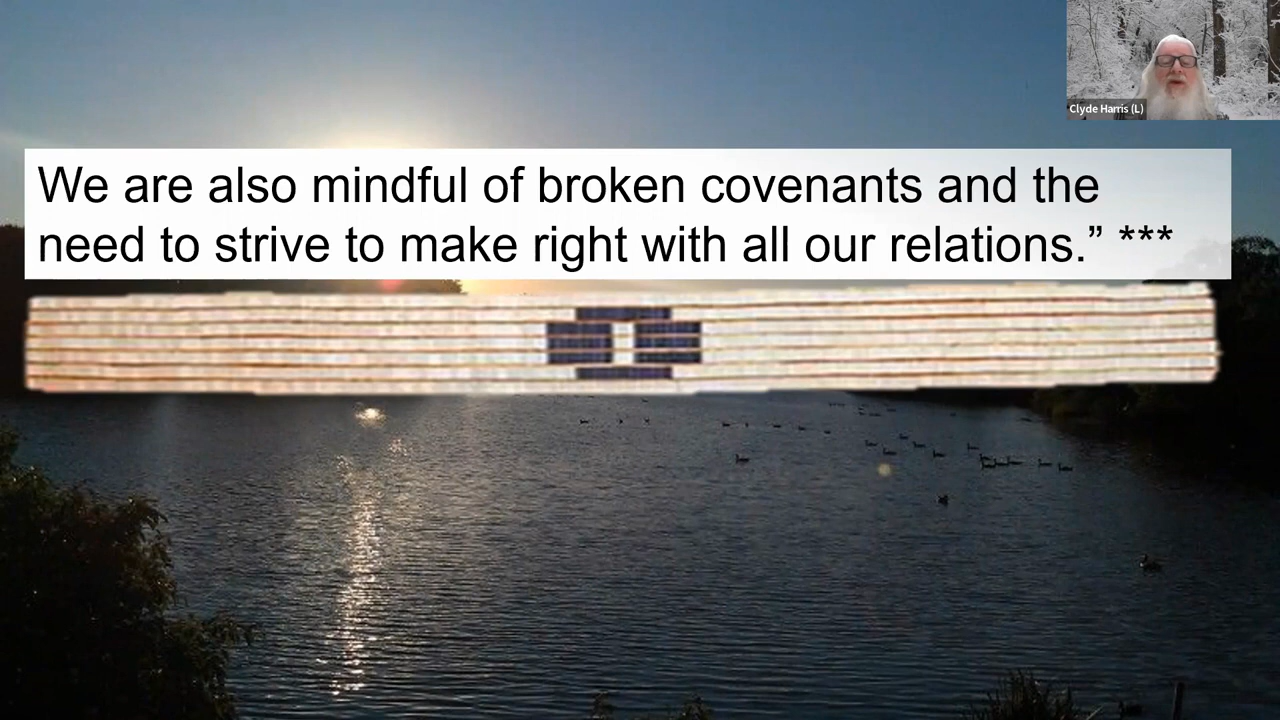 Clyde Harris (L)
We are also mindful of broken covenants and the
need to strive to make right with all our relations.” ***